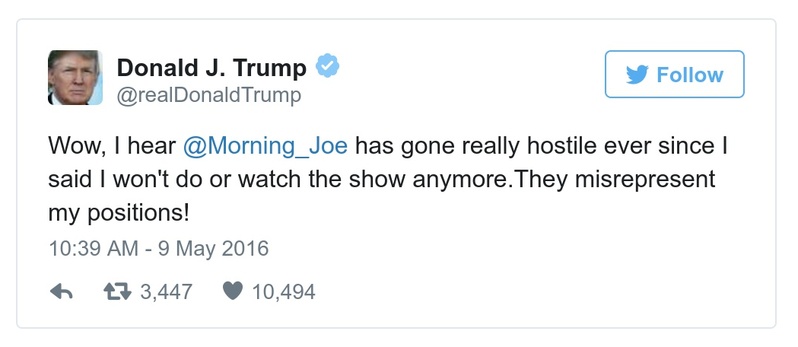 Donald J. Trump
@realDonaldTrump
Follow
Wow, I hear @Morning_Joe has gone really hostile ever since I
said I won't do or watch the show anymore.They misrepresent
my positions!
10:39 AM - 9 May 2016
3,447 10,494